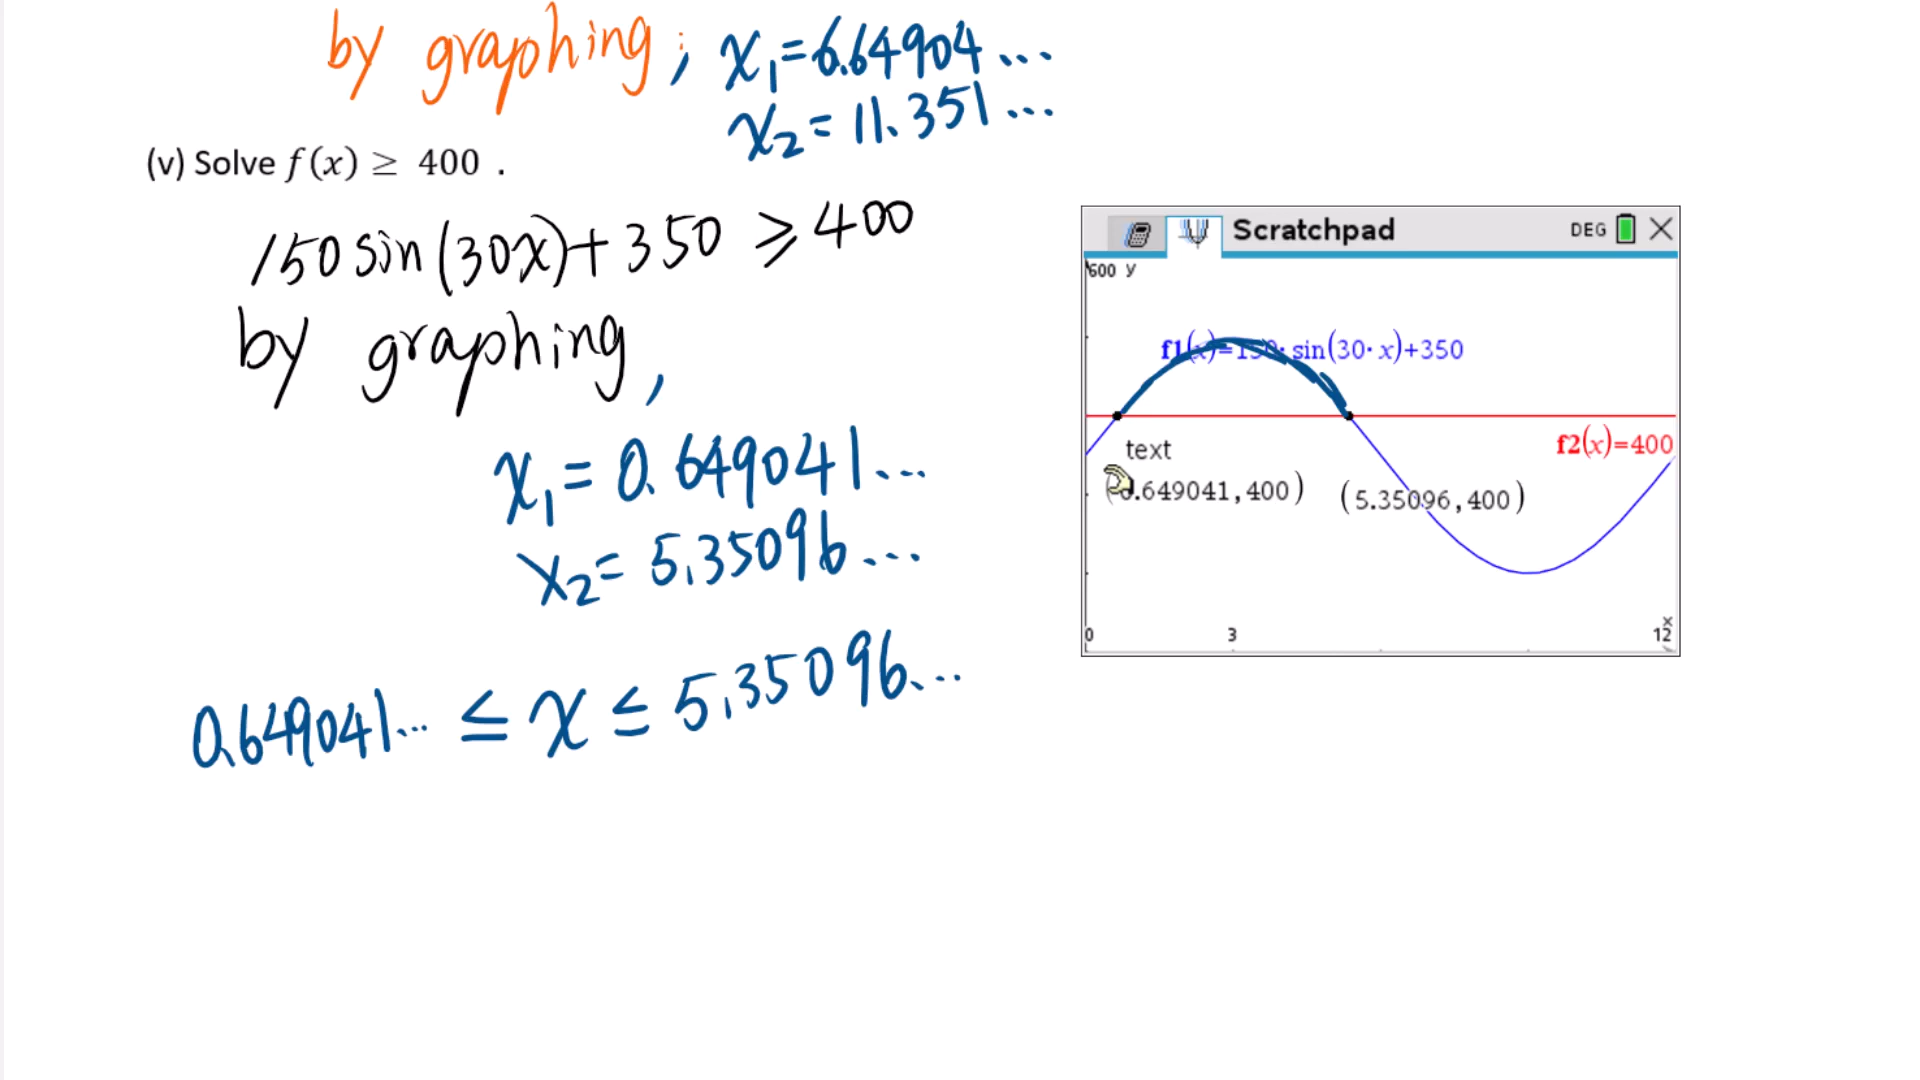 by graphing; x₁=6.64904...
x₂=11.351...
(v) Solve f(x) ≥ 400 .
150 sin(30x)+350 ≥ 400
by graphing,
x₁=0.649041...
x₂=5.35096...
0.649041... ≤ x ≤ 5.35096...
Scratchpad DEG
600 y
f1(x)=150·sin(30·x)+350
f2(x)=400
text
.649041,400) (5.35096,400)
x
0 3 12